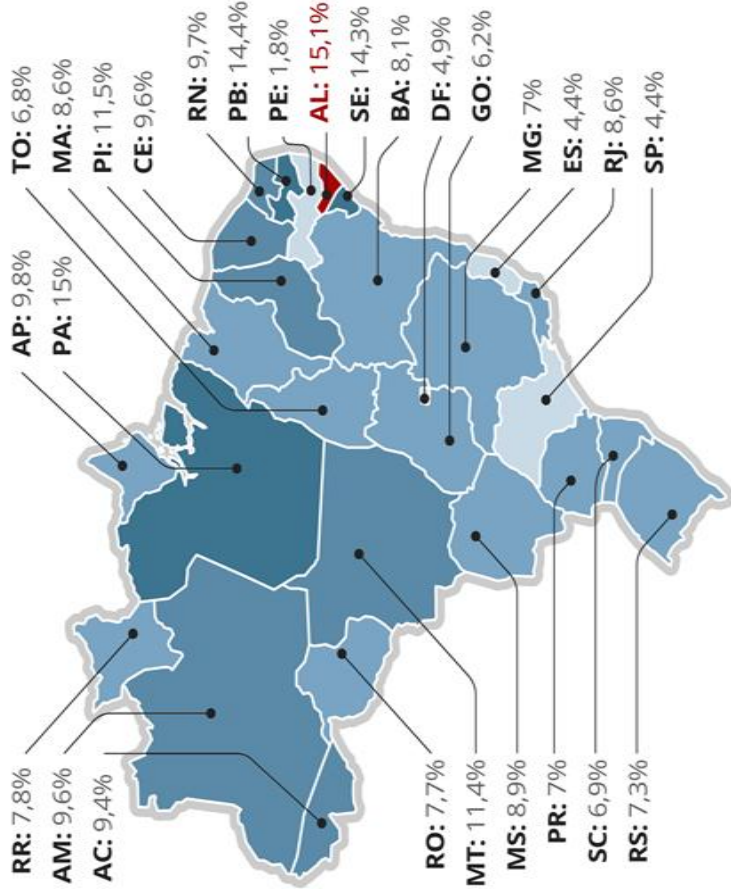 RR: 7,8%
AM: 9,6%
AC: 9,4%
AP: 9,8%
PA: 15%
TO: 6,8%
MA: 8,6%
PI: 11,5%
CE: 9,6%
RN: 9,7%
PB: 14,4%
PE: 1,8%
AL: 15,1%
SE: 14,3%
BA: 8,1%
DF: 4,9%
GO: 6,2%
MG: 7%
ES: 4,4%
RJ: 8,6%
SP: 4,4%
RO: 7,7%
MT: 11,4%
MS: 8,9%
PR: 7%
SC: 6,9%
RS: 7,3%